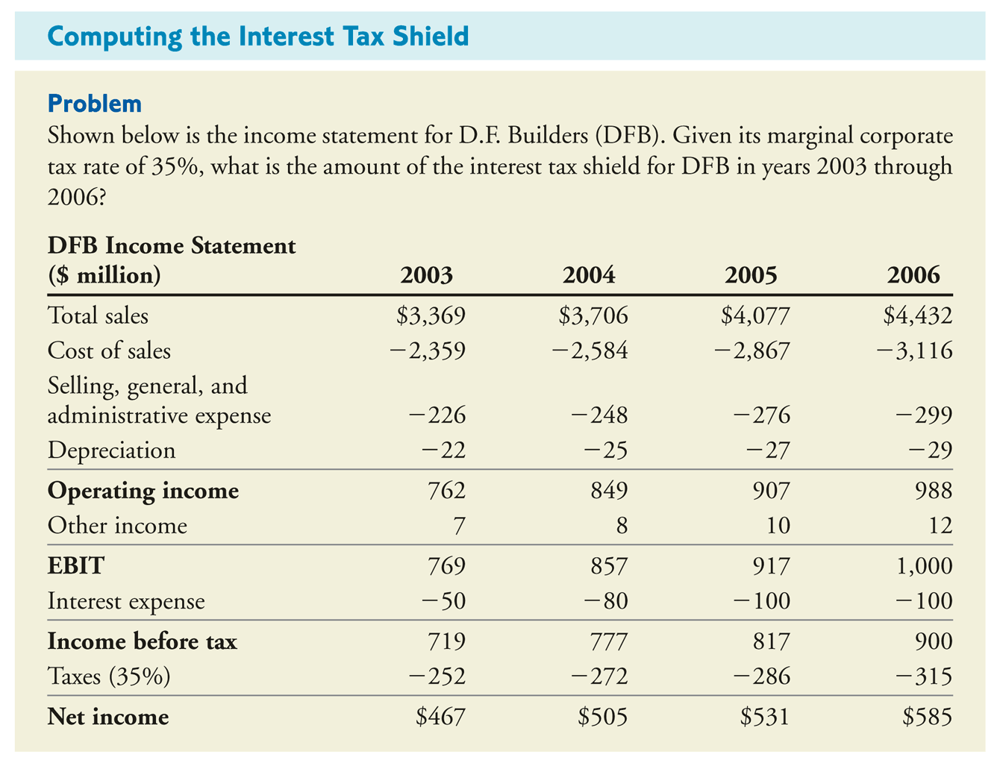 Computing the Interest Tax Shield
Problem
Shown below is the income statement for D.F. Builders (DFB). Given its marginal corporate
tax rate of 35%, what is the amount of the interest tax shield for DFB in years 2003 through
2006?
DFB Income Statement
($ million) 2003 2004 2005 2006
Total sales $3,369 $3,706 $4,077 $4,432
Cost of sales −2,359 −2,584 −2,867 −3,116
Selling, general, and
administrative expense −226 −248 −276 −299
Depreciation −22 −25 −27 −29
Operating income 762 849 907 988
Other income 7 8 10 12
EBIT 769 857 917 1,000
Interest expense −50 −80 −100 −100
Income before tax 719 777 817 900
Taxes (35%) −252 −272 −286 −315
Net income $467 $505 $531 $585